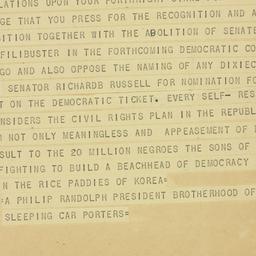 LATIONS UPON YOUR FORTHRIGHT
GE THAT YOU PRESS FOR THE RECOGNITION AND A
ITION TOGETHER WITH THE ABOLITION OF SENATE
FILIBUSTER IN THE FORTHCOMING DEMOCRATIC CO
GO AND ALSO OPPOSE THE NAMING OF ANY DIXIEC
SENATOR RICHARDB RUSSELL FOR NOMINATION FO
T ON THE DEMOCRATIC TICKET. EVERY SELF- RES
NSIDERS THE CIVIL RIGHTS PLAN IN THE REPUBL
M NOT ONLY MEANINGLESS AND APPEASEMENT OF D
SULT TO THE 20 MILLION NEGROES THE SONS OF
FIGHTING TO BUILD A BEACHHEAD OF DEMOCRACY
N THE RICE PADDIES OF KOREA=
=A PHILIP RANDOLPH PRESIDENT BROTHERHOOD OF
SLEEPING CAR PORTERS=